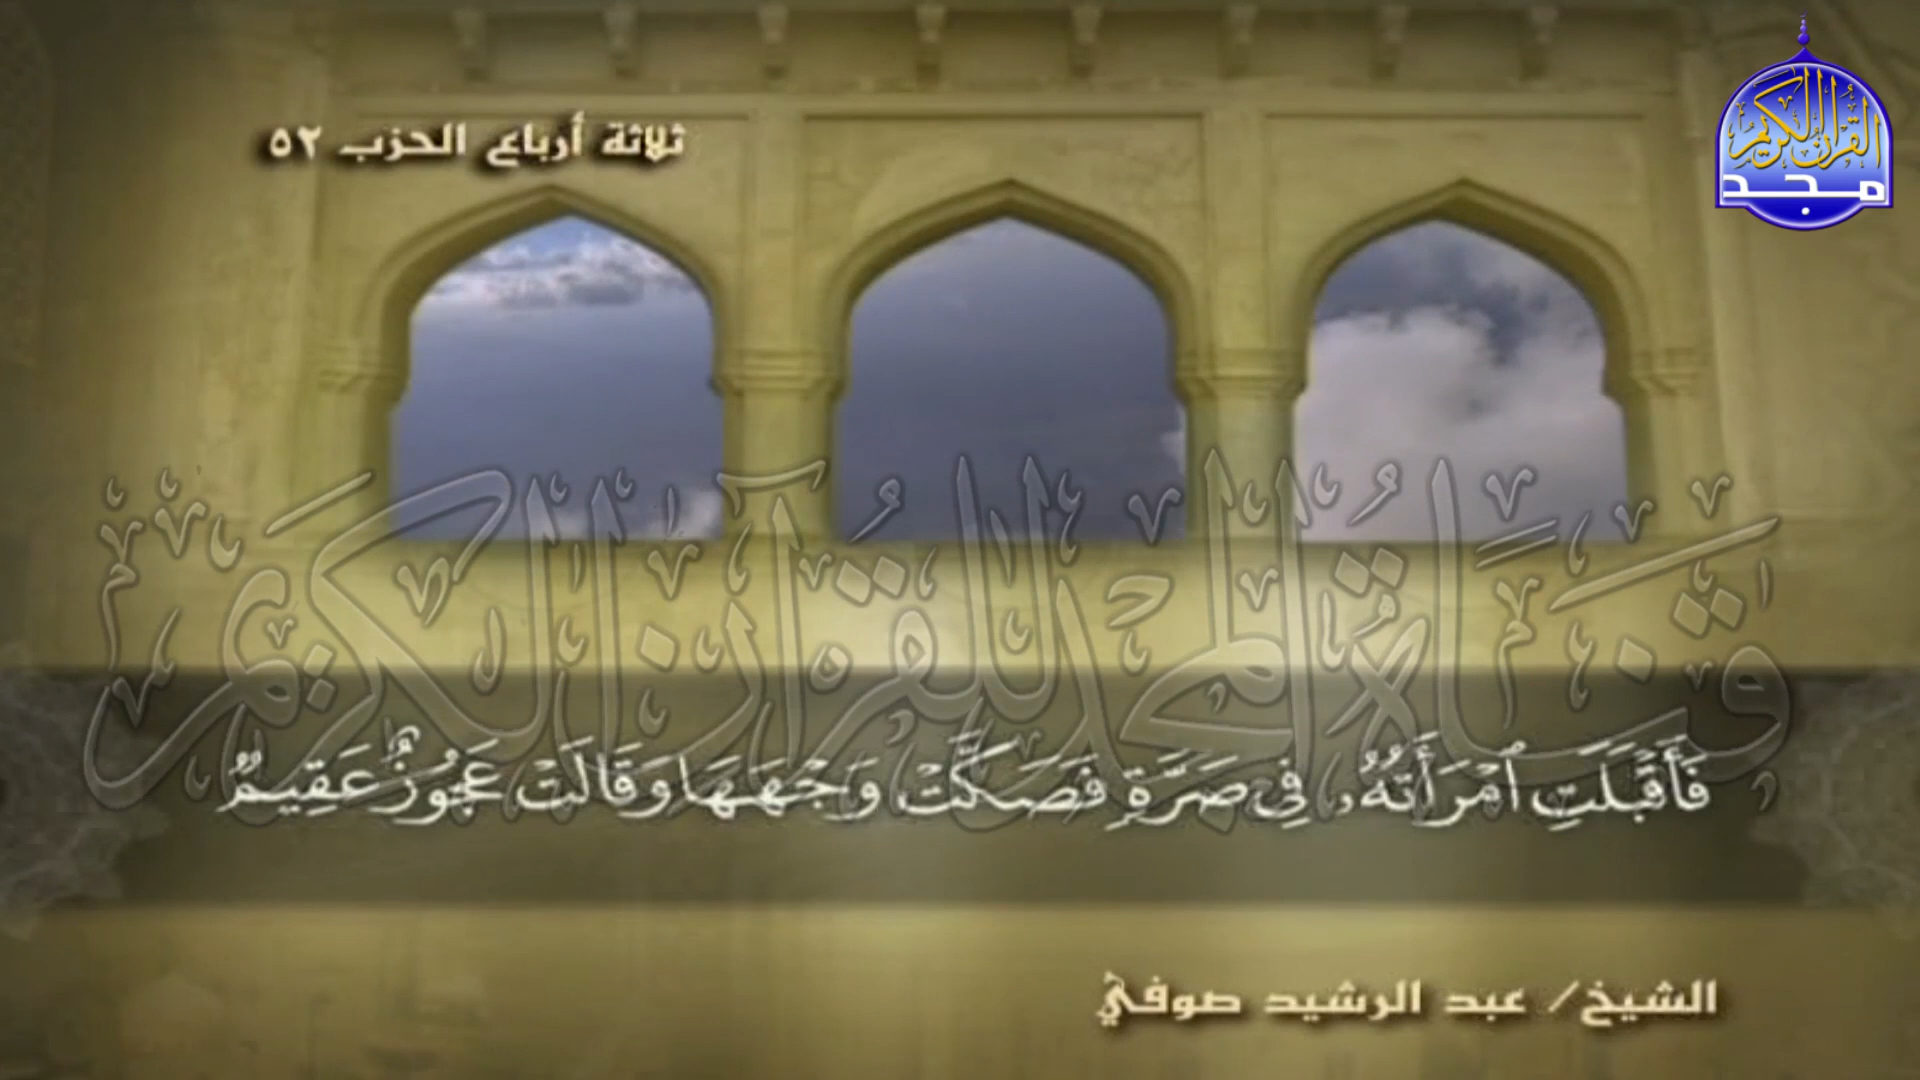 القرآن الكريم
مجد
ثلاثة أرباع الحزب ٥٢
قناة المجد للقرآن الكريم
فَأَقْبَلَتِ ٱمْرَأَتُهُۥ فِى صَرَّةٍ فَصَكَّتْ وَجْهَهَا وَقَالَتْ عَجُوزٌ عَقِيمٌ
الشيخ/ عبد الرشيد صوفي